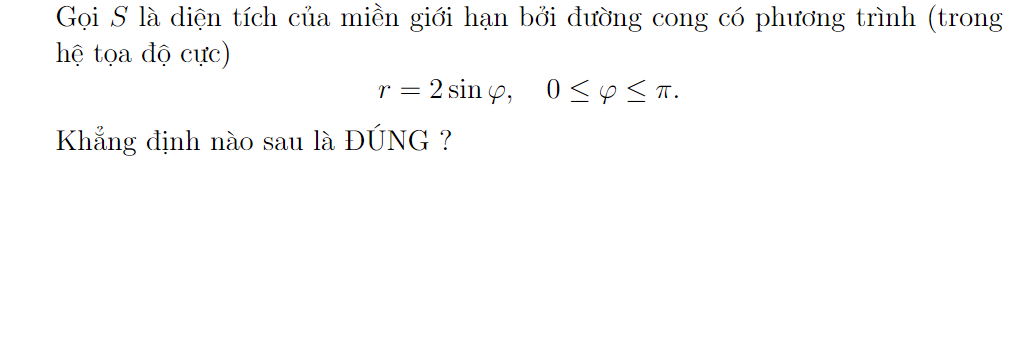 Gọi S là diện tích của miền giới hạn bởi đường cong có phương trình (trong
hệ tọa độ cực)
r = 2 sin φ, 0 ≤ φ ≤ π.
Khẳng định nào sau là ĐÚNG ?